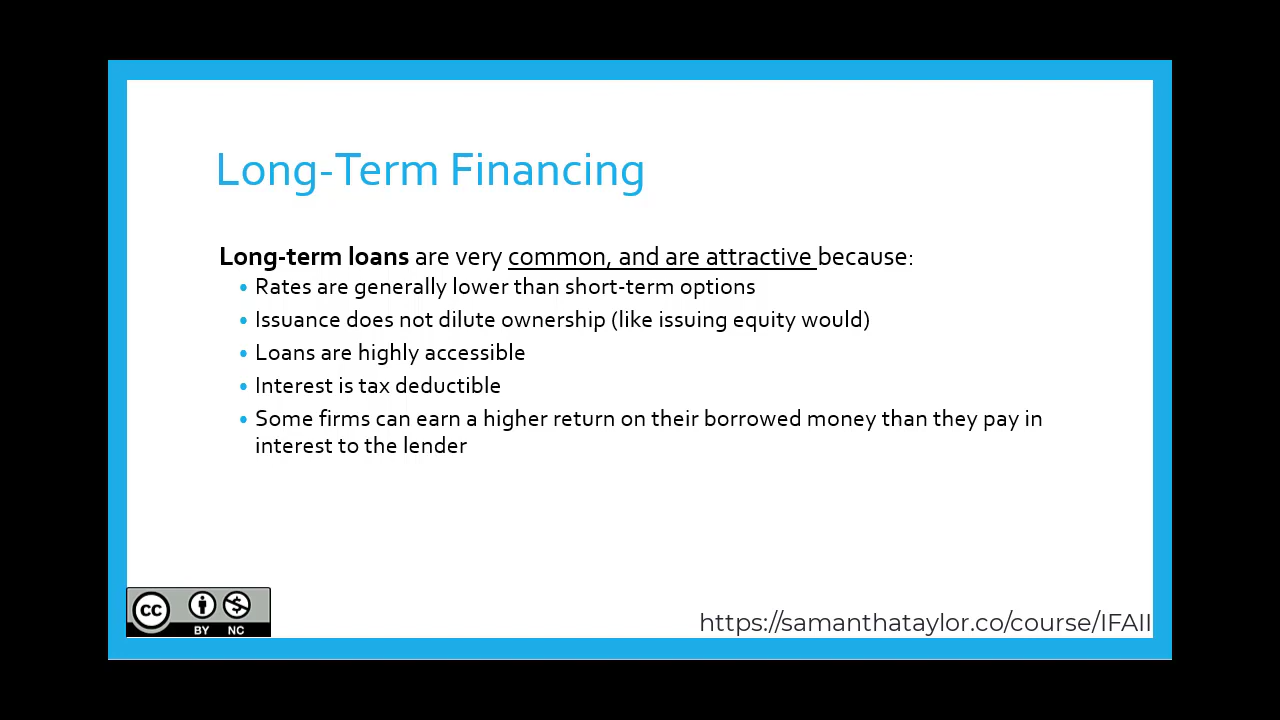 Long-Term Financing
Long-term loans are very common, and are attractive because:
• Rates are generally lower than short-term options
• Issuance does not dilute ownership (like issuing equity would)
• Loans are highly accessible
• Interest is tax deductible
• Some firms can earn a higher return on their borrowed money than they pay in
interest to the lender
cc
BY NC
https://samanthataylor.co/course/IFAII